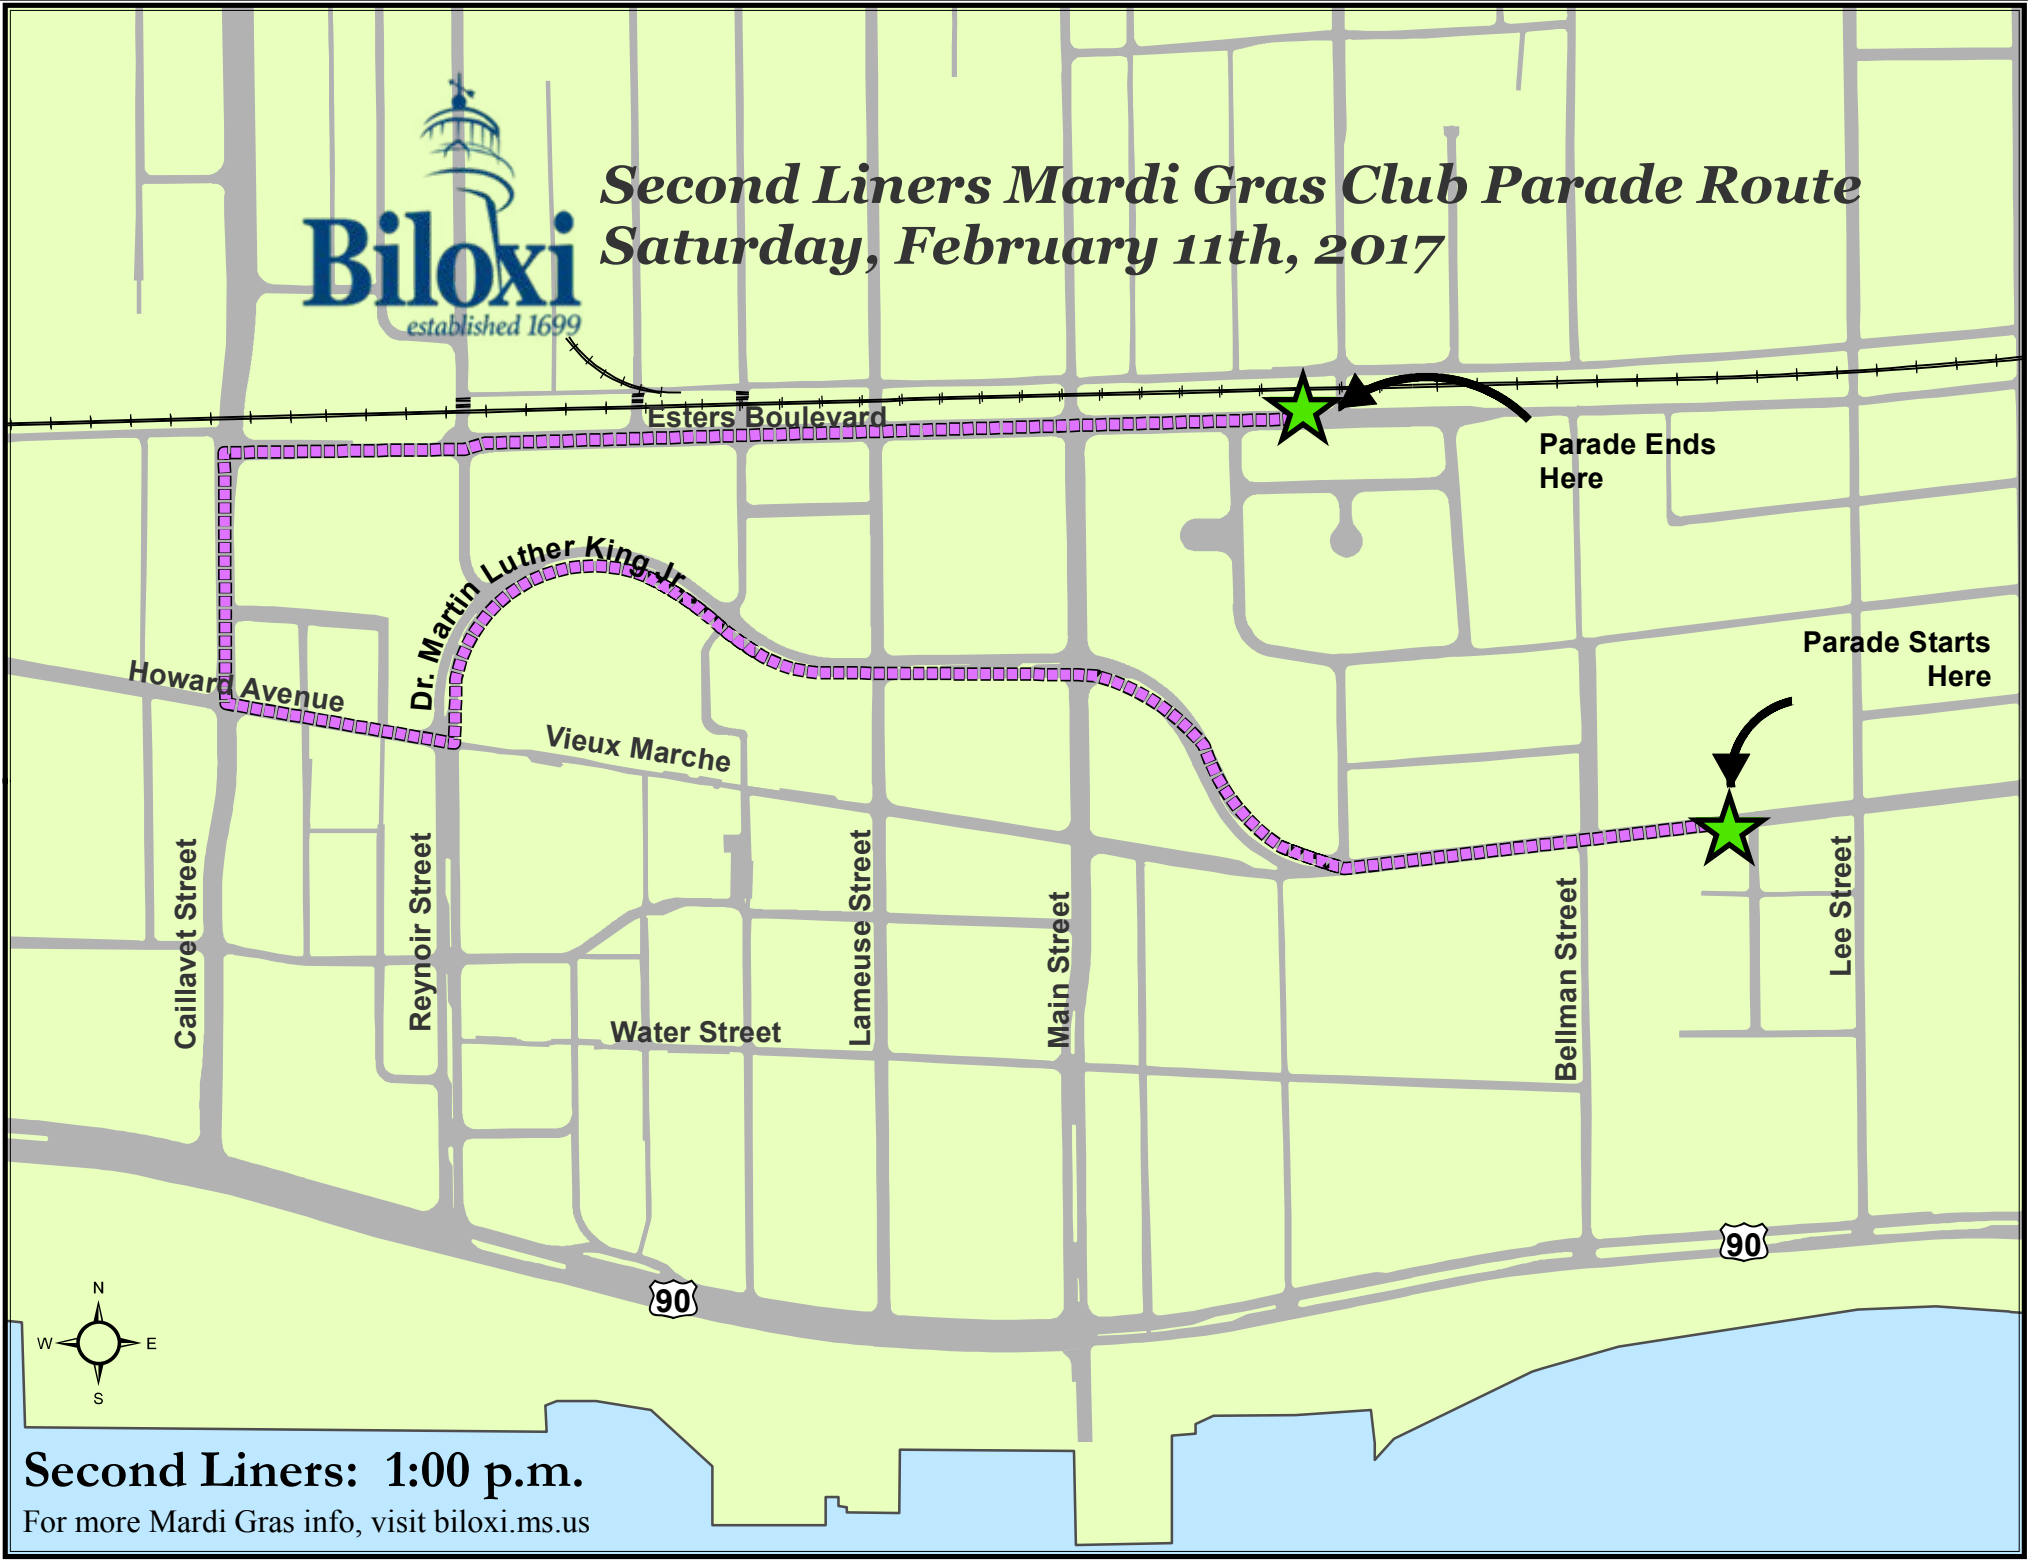 Second Liners Mardi Gras Club Parade Route
Saturday, February 11th, 2017
Biloxi
established 1699
Esters Boulevard
Parade Ends
Here
Dr. Martin Luther King Jr
Parade Starts
Here
Howard Avenue
Vieux Marche
Caillavet Street
Reynoir Street
Lameuse Street
Main Street
Bellman Street
Lee Street
Water Street
90
90
N
W E
S
Second Liners: 1:00 p.m.
For more Mardi Gras info, visit biloxi.ms.us